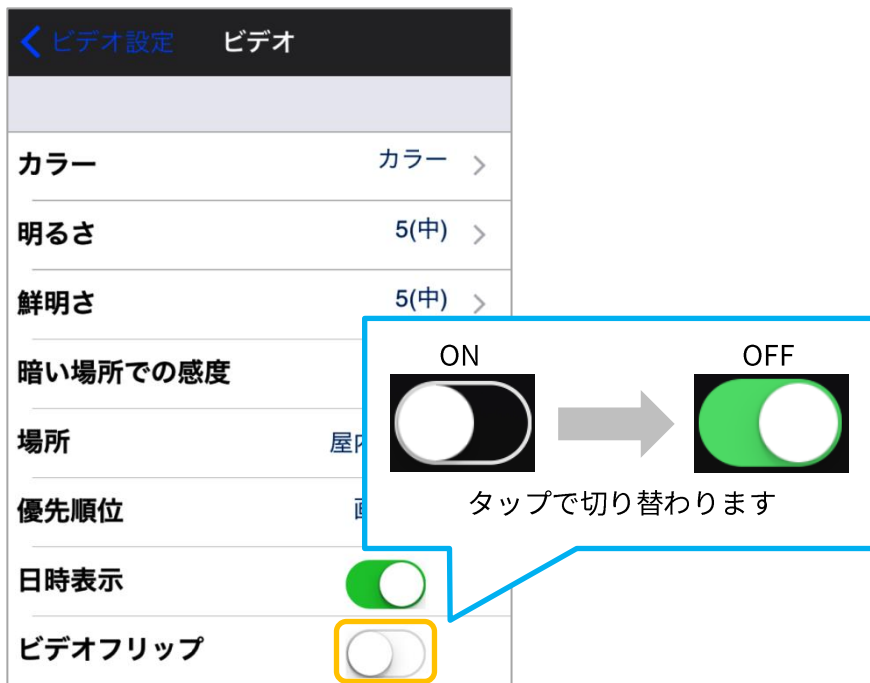 ビデオ設定 ビデオ
カラー カラー
明るさ 5(中)
鮮明さ 5(中)
暗い場所での感度
場所 屋
優先順位
日時表示
ビデオフリップ
ON OFF
タップで切り替わります